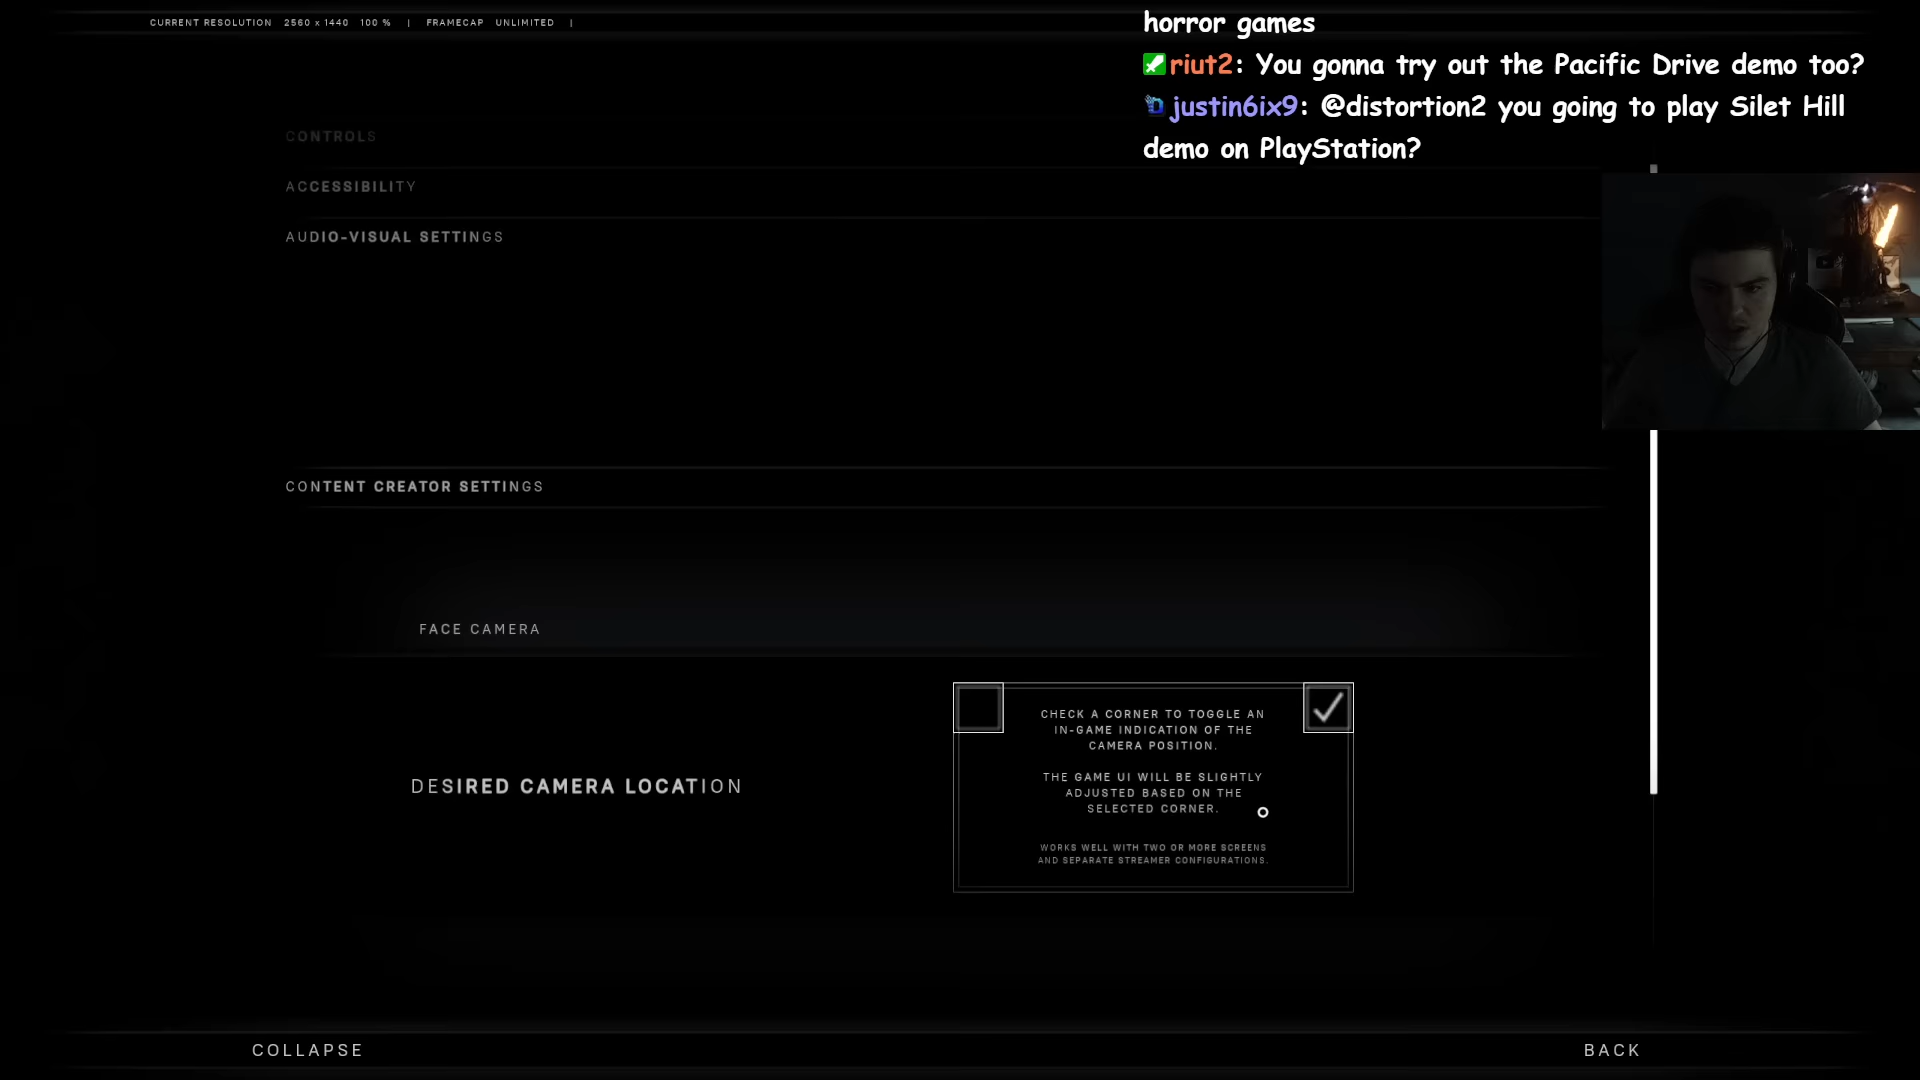 CURRENT RESOLUTION 2560 x 1440 100 % | FRAMECAP UNLIMITED |
horror games
riut2: You gonna try out the Pacific Drive demo too?
justin6ix9: @distortion2 you going to play Silet Hill
demo on PlayStation?
CONTROLS
ACCESSIBILITY
AUDIO-VISUAL SETTINGS
CONTENT CREATOR SETTINGS
FACE CAMERA
DESIRED CAMERA LOCATION
CHECK A CORNER TO TOGGLE AN
IN-GAME INDICATION OF THE
CAMERA POSITION.
THE GAME UI WILL BE SLIGHTLY
ADJUSTED BASED ON THE
SELECTED CORNER.
WORKS WELL WITH TWO OR MORE SCREENS
AND SEPARATE STREAMER CONFIGURATIONS.
COLLAPSE
BACK